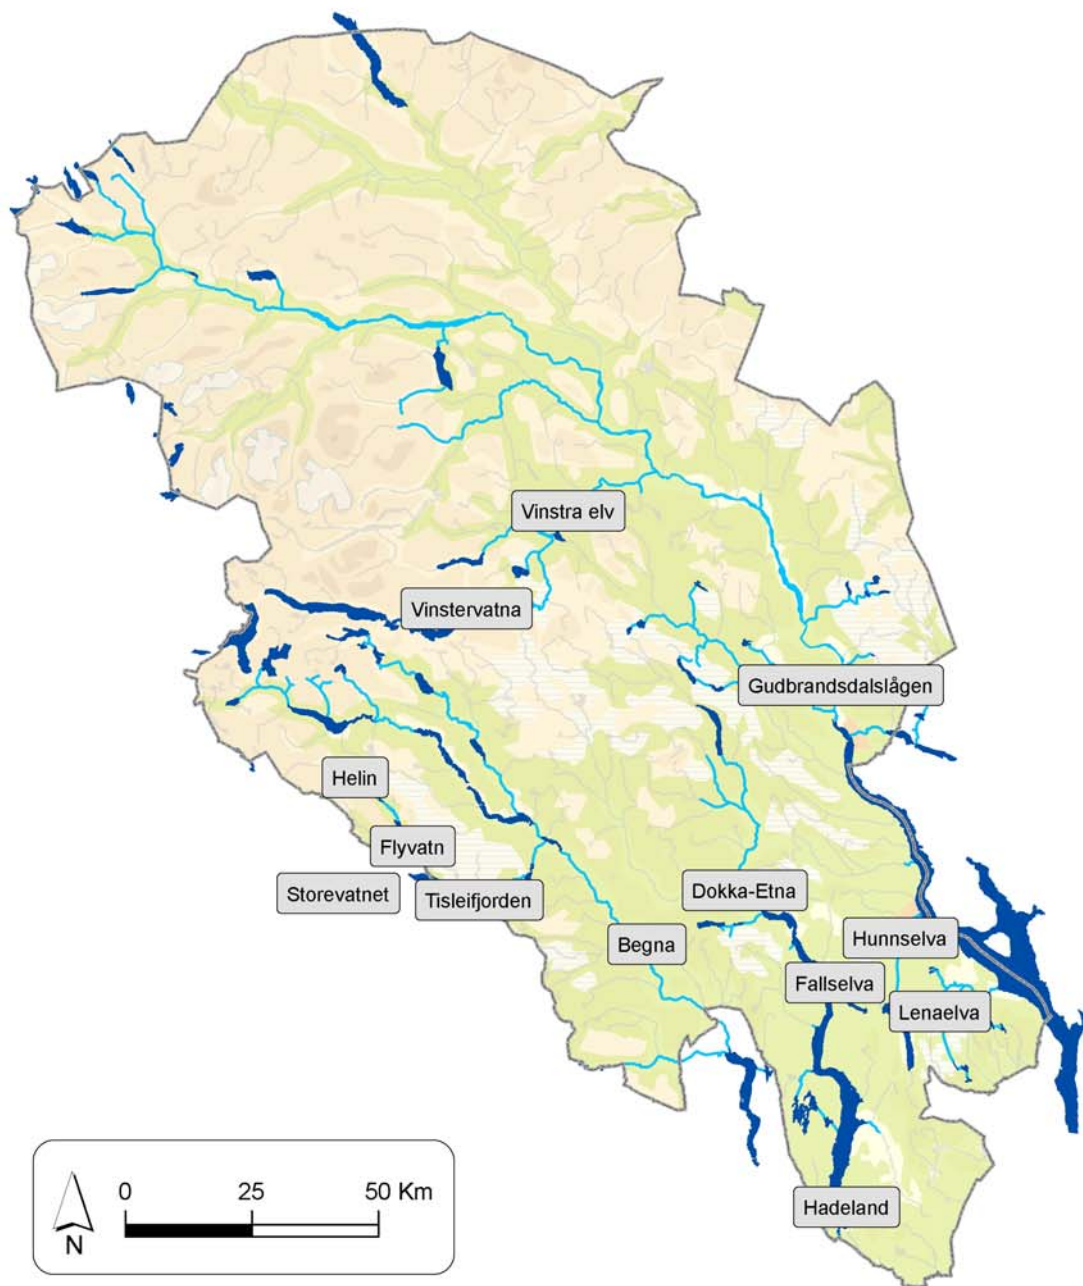 Vinstra elv
Vinstervatna
Gudbrandsdalslågen
Helin
Flyvatn
Storevatnet
Tisleifjorden
Dokka-Etna
Begna
Hunnselva
Fallselva
Lenaelva
Hadeland
0 25 50 Km
N